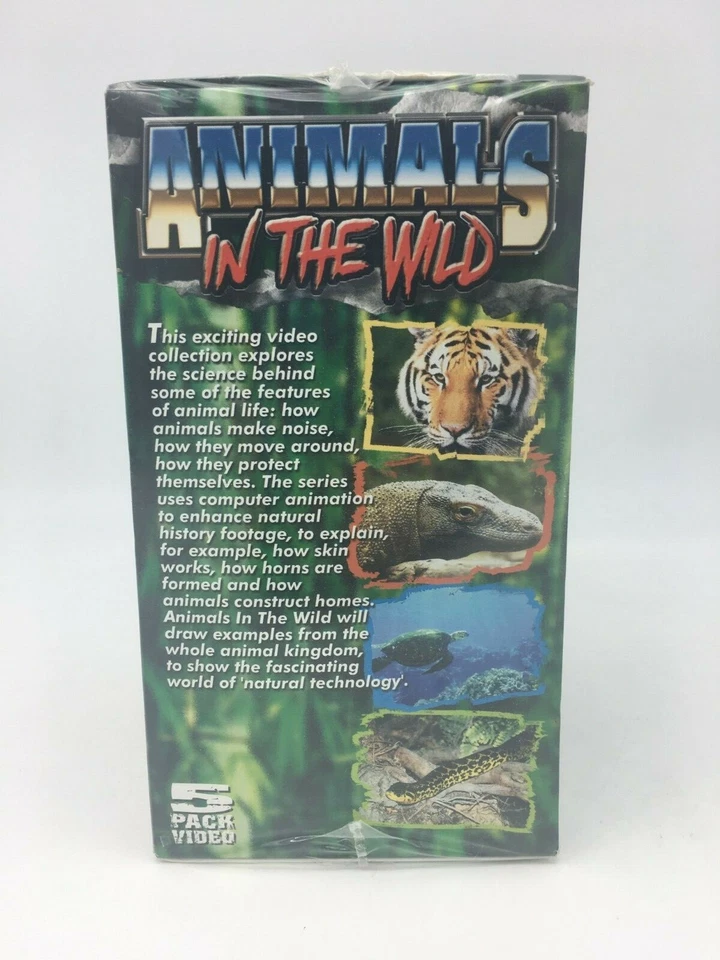 ANIMALS
IN THE WILD
This exciting video
collection explores
the science behind
some of the features
of animal life: how
animals make noise,
how they move around,
how they protect
themselves. The series
uses computer animation
to enhance natural
history footage, to explain,
for example, how skin
works, how horns are
formed and how
animals construct homes.
Animals In The Wild will
draw examples from the
whole animal kingdom,
to show the fascinating
world of 'natural technology'.
5
PACK
VIDEO